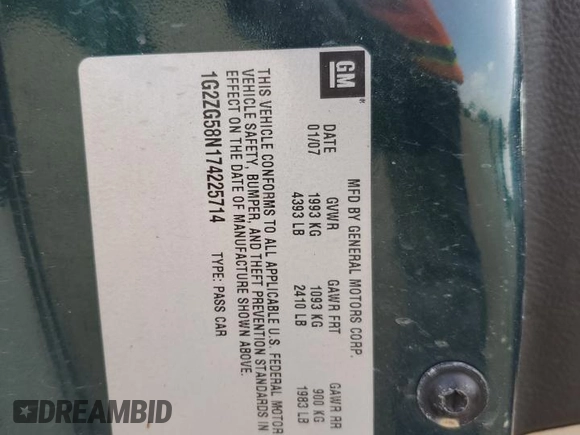 GM
MFD BY GENERAL MOTORS CORP.
DATE GVWR GAWR FRT GAWR RR
01/07 1993 KG 1093 KG 900 KG
4393 LB 2410 LB 1983 LB
THIS VEHICLE CONFORMS TO ALL APPLICABLE U.S. FEDERAL MOTOR
VEHICLE SAFETY, BUMPER, AND THEFT PREVENTION STANDARDS IN
EFFECT ON THE DATE OF MANUFACTURE SHOWN ABOVE.
1G2ZG58N174225714 TYPE: PASS CAR
DREAMBID